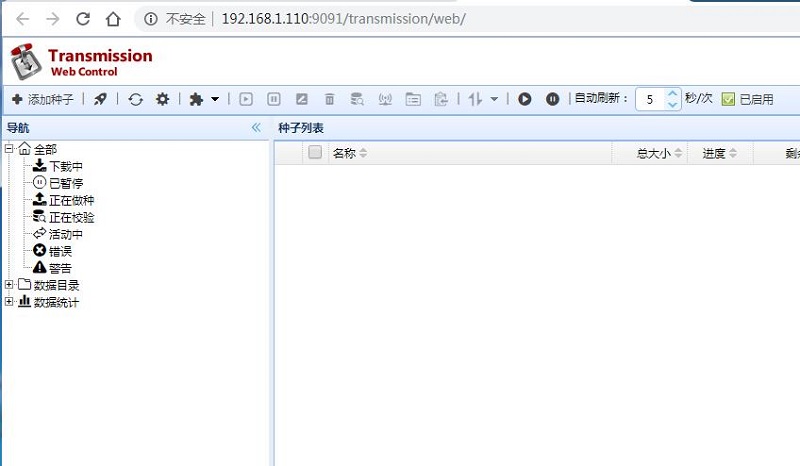 不安全 | 192.168.1.110:9091/transmission/web/
Transmission
Web Control
添加种子 自动刷新： 5 秒/次 已启用
导航
种子列表
名称 总大小 进度
全部
下载中
已暂停
正在做种
正在校验
活动中
错误
警告
数据目录
数据统计